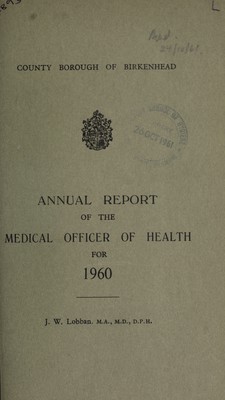 COUNTY BOROUGH OF BIRKENHEAD
ANNUAL REPORT
OF THE
MEDICAL OFFICER OF HEALTH
FOR
1960
J. W. Lobban, M.A., M.D., D.P.H.